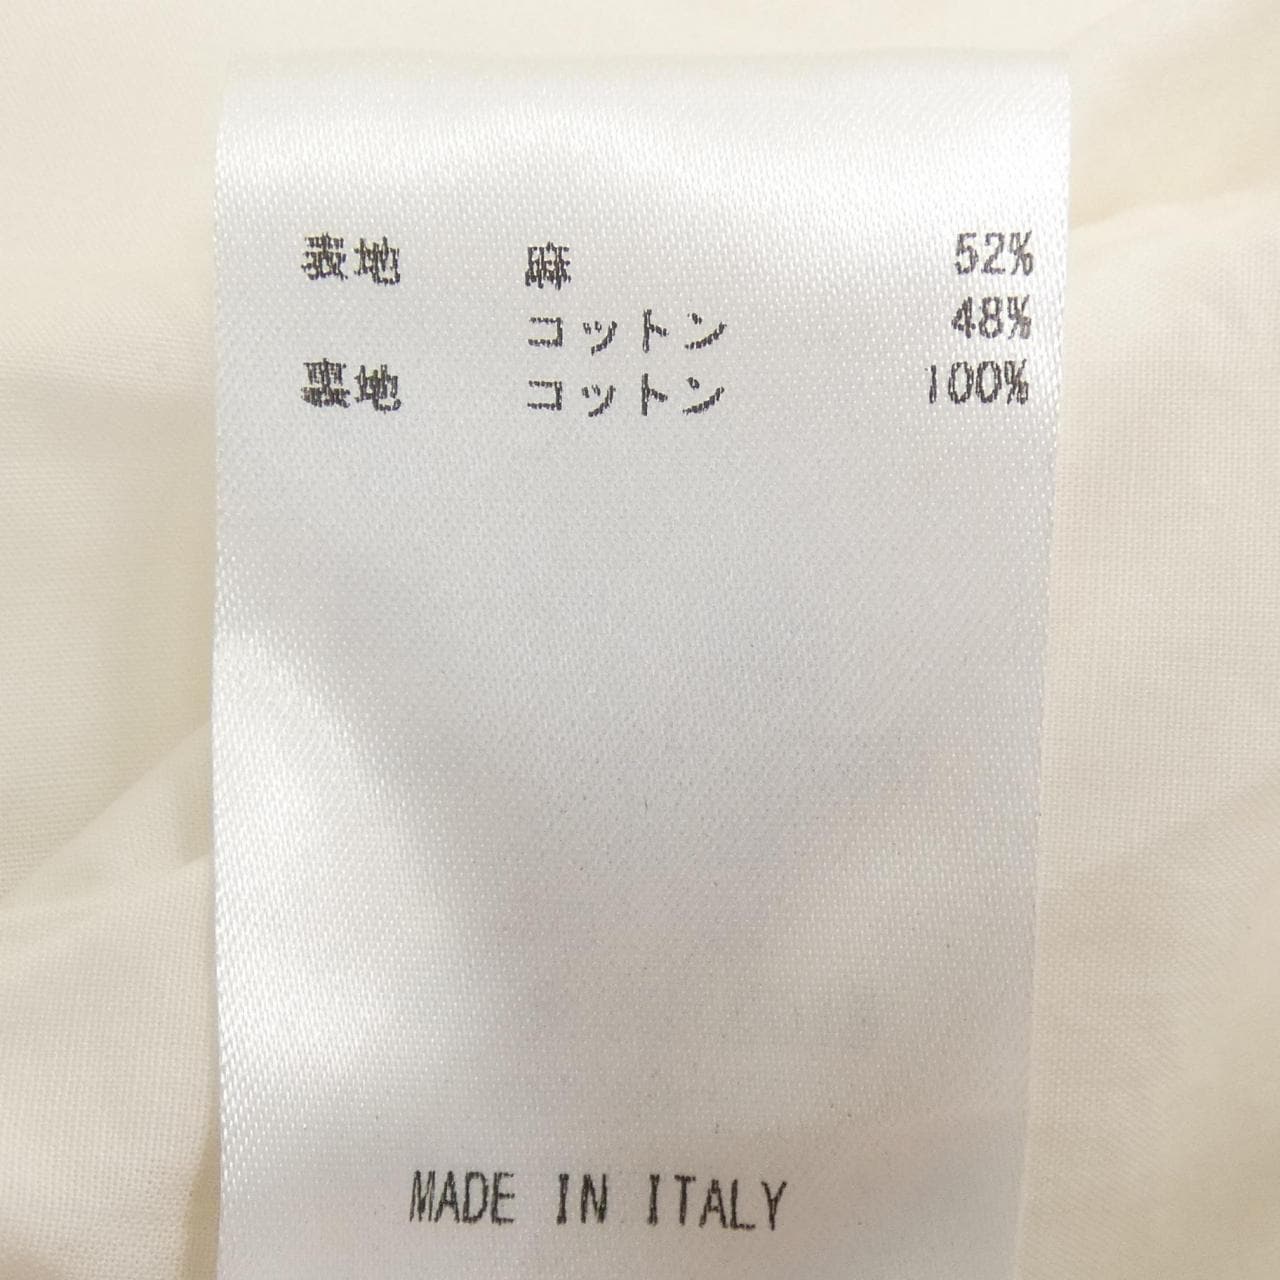 表地 麻 52%
コットン 48%
裏地 コットン 100%
MADE IN ITALY